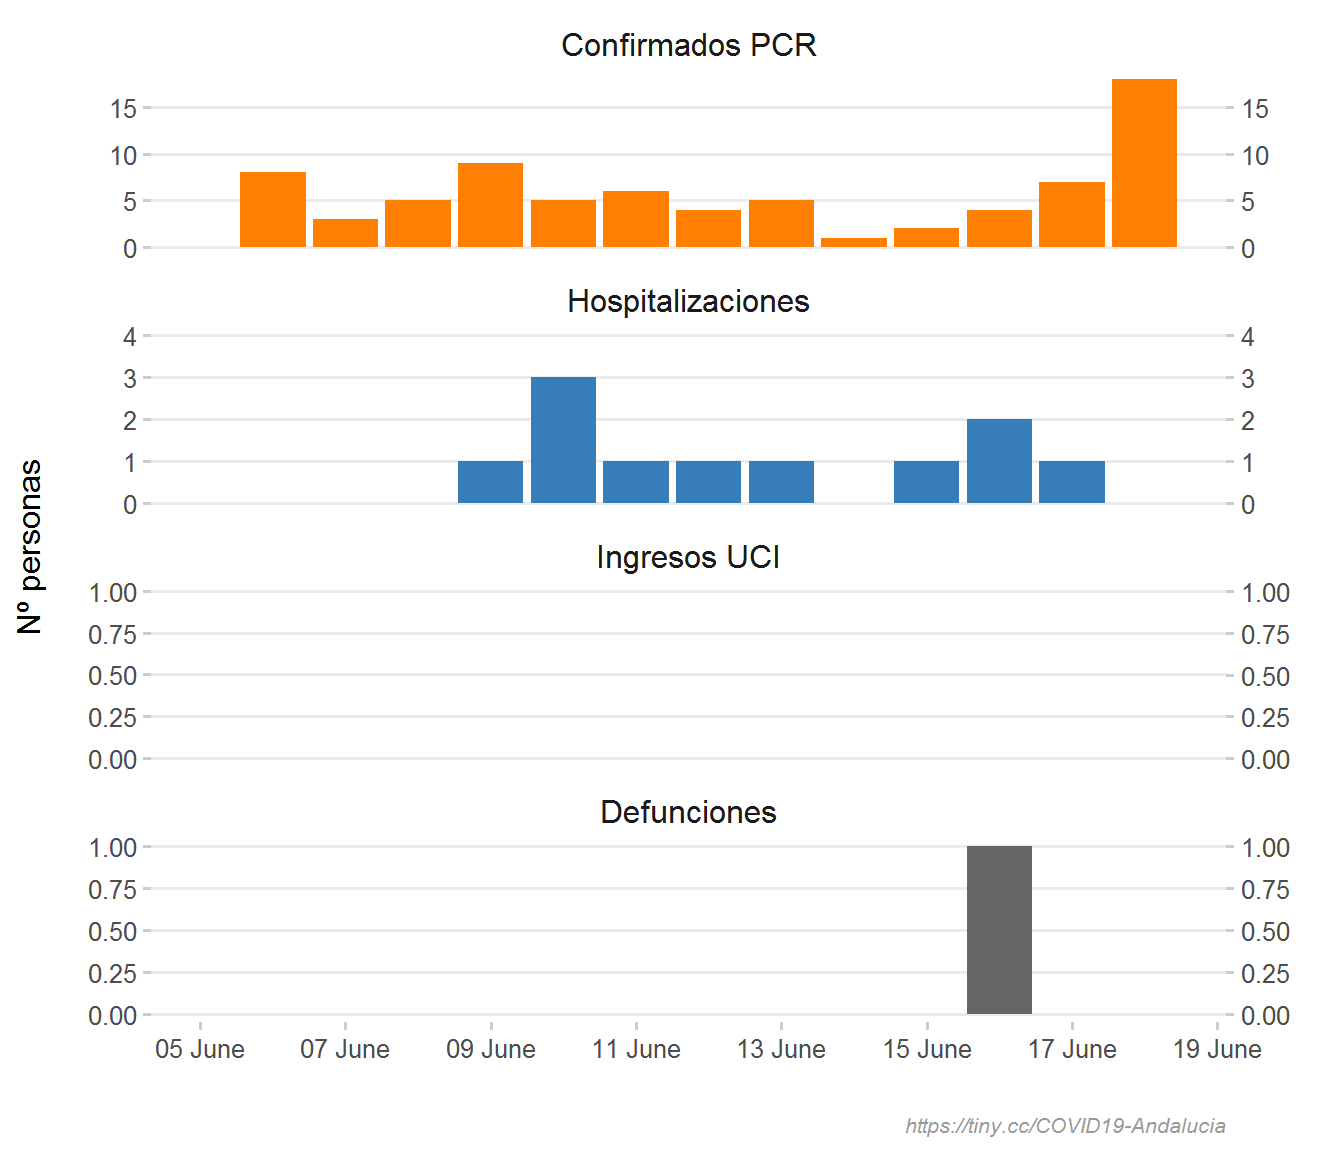 Confirmados PCR
15 15
10 10
5 5
0 0
Hospitalizaciones
4 4
3 3
2 2
1 1
0 0
Nº personas
Ingresos UCI
1.00 1.00
0.75 0.75
0.50 0.50
0.25 0.25
0.00 0.00
Defunciones
1.00 1.00
0.75 0.75
0.50 0.50
0.25 0.25
0.00 0.00
05 June 07 June 09 June 11 June 13 June 15 June 17 June 19 June
https://tiny.cc/COVID19-Andalucia